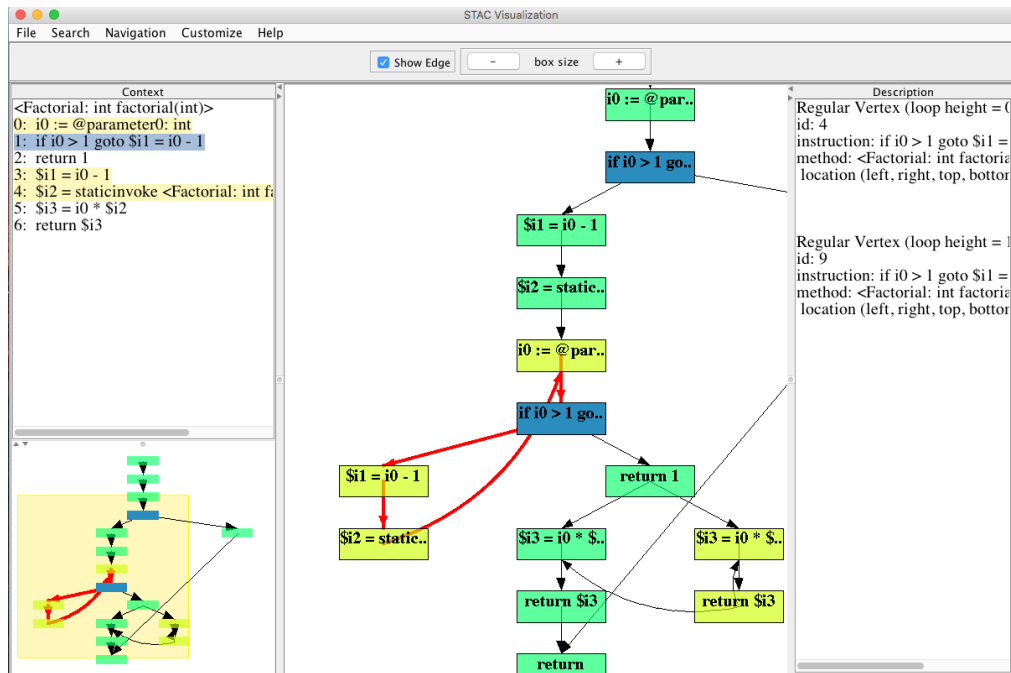 STAC Visualization
File Search Navigation Customize Help
Show Edge - box size +
Context
<Factorial: int factorial(int)>
0: i0 := @parameter0: int
1: if i0 > 1 goto $i1 = i0 - 1
2: return 1
3: $i1 = i0 - 1
4: $i2 = staticinvoke <Factorial: int fa
5: $i3 = i0 * $i2
6: return $i3
i0 := @par..
if i0 > 1 go..
$i1 = i0 - 1
$i2 = static..
i0 := @par..
if i0 > 1 go..
$i1 = i0 - 1
return 1
$i2 = static..
$i3 = i0 * $..
$i3 = i0 * $..
return $i3
return $i3
return
Description
Regular Vertex (loop height = 0
id: 4
instruction: if i0 > 1 goto $i1 =
method: <Factorial: int factoria
location (left, right, top, bottom
Regular Vertex (loop height = 1
id: 9
instruction: if i0 > 1 goto $i1 =
method: <Factorial: int factoria
location (left, right, top, bottom